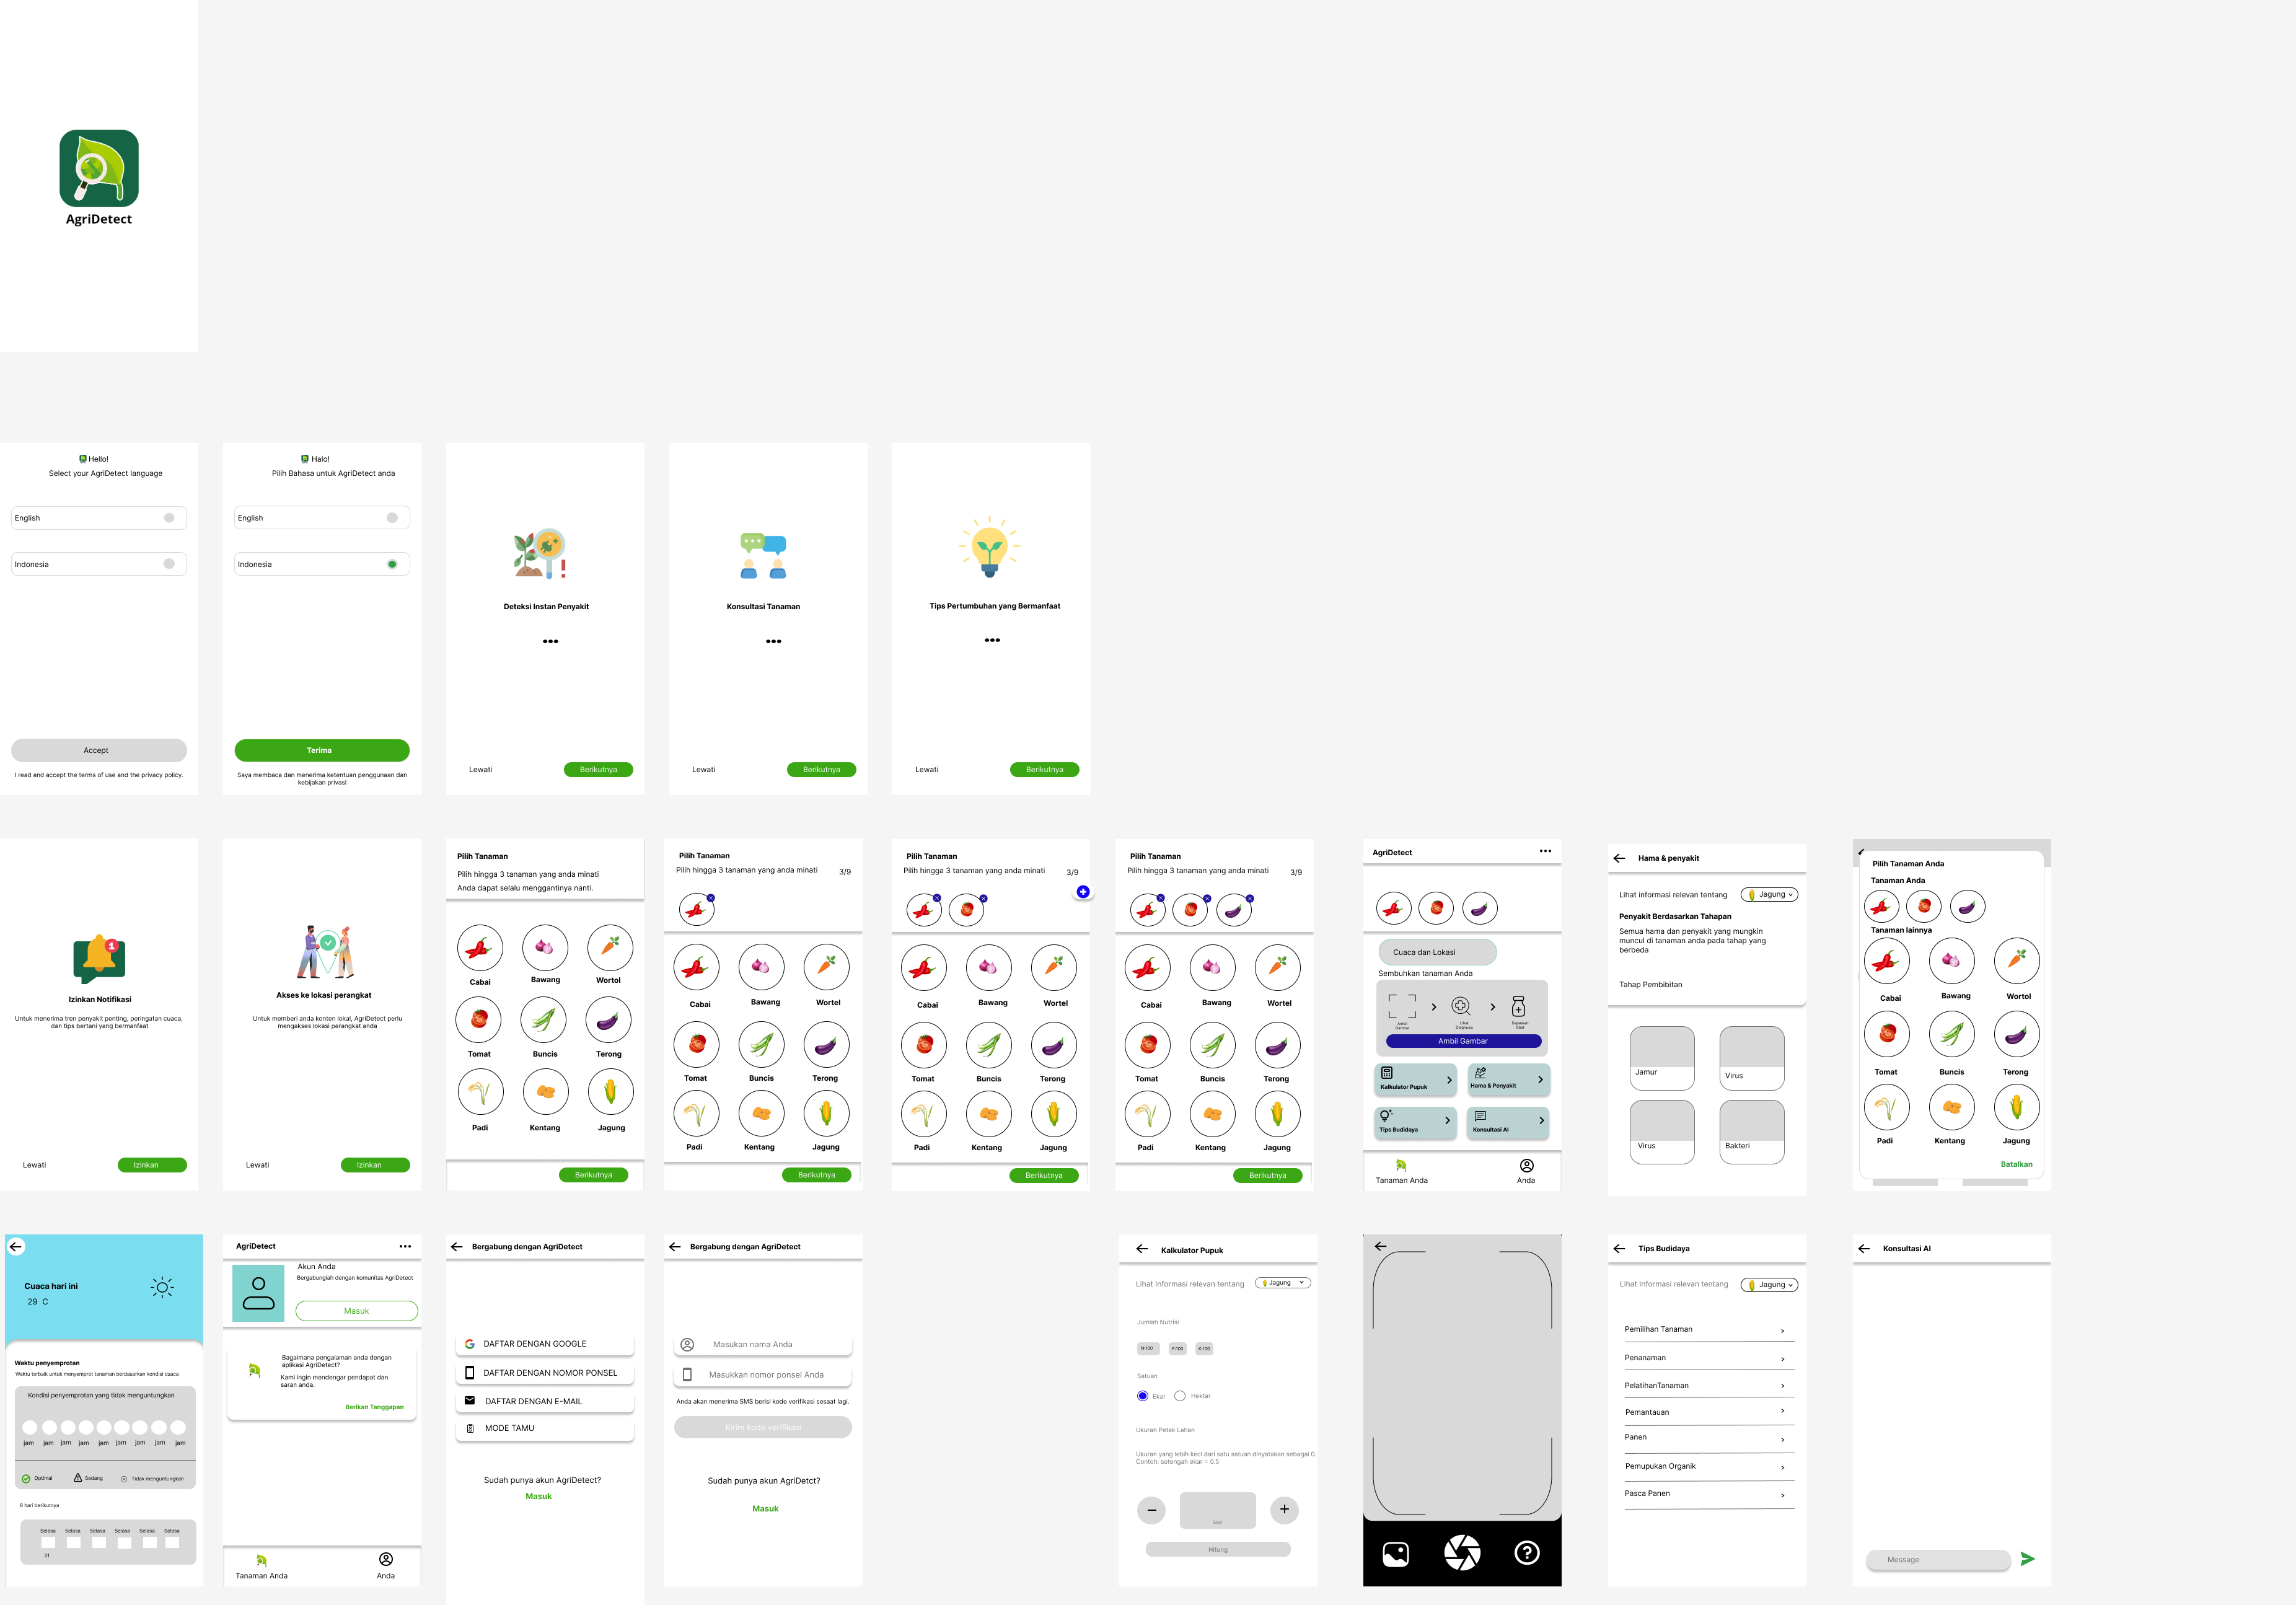 AgriDetect
Hello!
Select your AgriDetect language
English
Indonesia
Accept
I read and accept the terms of use and the privacy policy.
Halo!
Pilih Bahasa untuk AgriDetect anda
English
Indonesia
Terima
Saya membaca dan menerima ketentuan penggunaan dan
kebijakan privasi
Deteksi Instan Penyakit
Lewati
Berikutnya
Konsultasi Tanaman
Lewati
Berikutnya
Tips Pertumbuhan yang Bermanfaat
Lewati
Berikutnya
1
Izinkan Notifikasi
Untuk menerima tren penyakit penting, peringatan cuaca,
dan tips bertani yang bermanfaat
Lewati
Izinkan
Akses ke lokasi perangkat
Untuk memberi anda konten lokal, AgriDetect perlu
mengakses lokasi perangkat anda
Lewati
Izinkan
Pilih Tanaman
Pilih hingga 3 tanaman yang anda minati
Anda dapat selalu menggantinya nanti.
Cabai
Bawang
Wortol
Tomat
Buncis
Terong
Padi
Kentang
Jagung
Berikutnya
Pilih Tanaman
Pilih hingga 3 tanaman yang anda minati
3/9
Cabai
Bawang
Wortel
Tomat
Buncis
Terong
Padi
Kentang
Jagung
Berikutnya
Pilih Tanaman
Pilih hingga 3 tanaman yang anda minati
3/9
Cabai
Bawang
Wortel
Tomat
Buncis
Terong
Padi
Kentang
Jagung
Berikutnya
Pilih Tanaman
Pilih hingga 3 tanaman yang anda minati
3/9
Cabai
Bawang
Wortel
Tomat
Buncis
Terong
Padi
Kentang
Jagung
Berikutnya
AgriDetect
Cuaca dan Lokasi
Sembuhkan tanaman Anda
Ambil
Gambar
Lihat
Diagnosis
Dapatkan
Obat
Ambil Gambar
Kalkulator Pupuk
Hama & Penyakit
Tips Budidaya
Konsultasi AI
Tanaman Anda
Anda
Hama & penyakit
Lihat informasi relevan tentang
Jagung
Penyakit Berdasarkan Tahapan
Semua hama dan penyakit yang mungkin
muncul di tanaman anda pada tahap yang
berbeda
Tahap Pembibitan
Jamur
Virus
Virus
Bakteri
Pilih Tanaman Anda
Tanaman Anda
Tanaman lainnya
Cabai
Bawang
Wortol
Tomat
Buncis
Terong
Padi
Kentang
Jagung
Batalkan
Cuaca hari ini
29 C
Waktu penyemprotan
Waktu terbaik untuk menyemprot tanaman berdasarkan kondisi cuaca
Kondisi penyemprotan yang tidak menguntungkan
jam jam jam jam jam jam jam jam jam
Optimal
Sedang
Tidak menguntungkan
6 hari berikutnya
Selasa Selasa Selasa Selasa Selasa Selasa
31
AgriDetect
Akun Anda
Bergabunglah dengan komunitas AgriDetect
Masuk
Bagaimana pengalaman anda dengan
aplikasi AgriDetect?
Kami ingin mendengar pendapat dan
saran anda.
Berikan Tanggapan
Tanaman Anda
Anda
Bergabung dengan AgriDetect
DAFTAR DENGAN GOOGLE
DAFTAR DENGAN NOMOR PONSEL
DAFTAR DENGAN E-MAIL
MODE TAMU
Sudah punya akun AgriDetect?
Masuk
Bergabung dengan AgriDetect
Masukan nama Anda
Masukkan nomor ponsel Anda
Anda akan menerima SMS berisi kode verifikasi sesaat lagi.
Kirim kode verifikasi
Sudah punya akun AgriDetct?
Masuk
Kalkulator Pupuk
Lihat Informasi relevan tentang
Jagung
Jumlah Nutrisi
N:100
P:100
K:100
Satuan
Ekar
Hektar
Ukuran Petak Lahan
Ukuran yang lebih kecl dari satu satuan dinyatakan sebagai 0.
Contoh: setengah ekar = 0.5
Ekar
Hitung
Tips Budidaya
Lihat Informasi relevan tentang
Jagung
Pemilihan Tanaman
Penanaman
PelatihanTanaman
Pemantauan
Panen
Pemupukan Organik
Pasca Panen
Konsultasi AI
Message